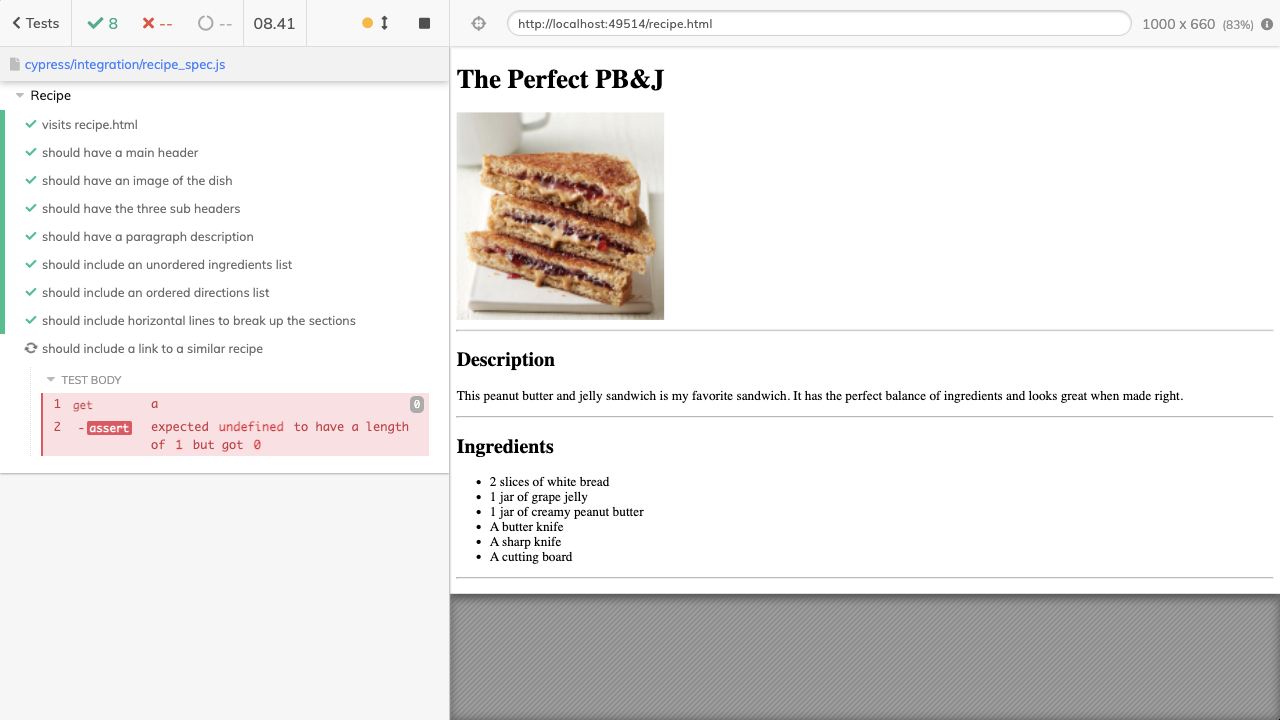 Tests
8
--
--
08.41
http://localhost:49514/recipe.html
1000 x 660 (83%)
cypress/integration/recipe_spec.js
Recipe
visits recipe.html
should have a main header
should have an image of the dish
should have the three sub headers
should have a paragraph description
should include an unordered ingredients list
should include an ordered directions list
should include horizontal lines to break up the sections
should include a link to a similar recipe
TEST BODY
1 get a 0
2 -assert expected undefined to have a length
of 1 but got 0
The Perfect PB&J
Description
This peanut butter and jelly sandwich is my favorite sandwich. It has the perfect balance of ingredients and looks great when made right.
Ingredients
• 2 slices of white bread
• 1 jar of grape jelly
• 1 jar of creamy peanut butter
• A butter knife
• A sharp knife
• A cutting board